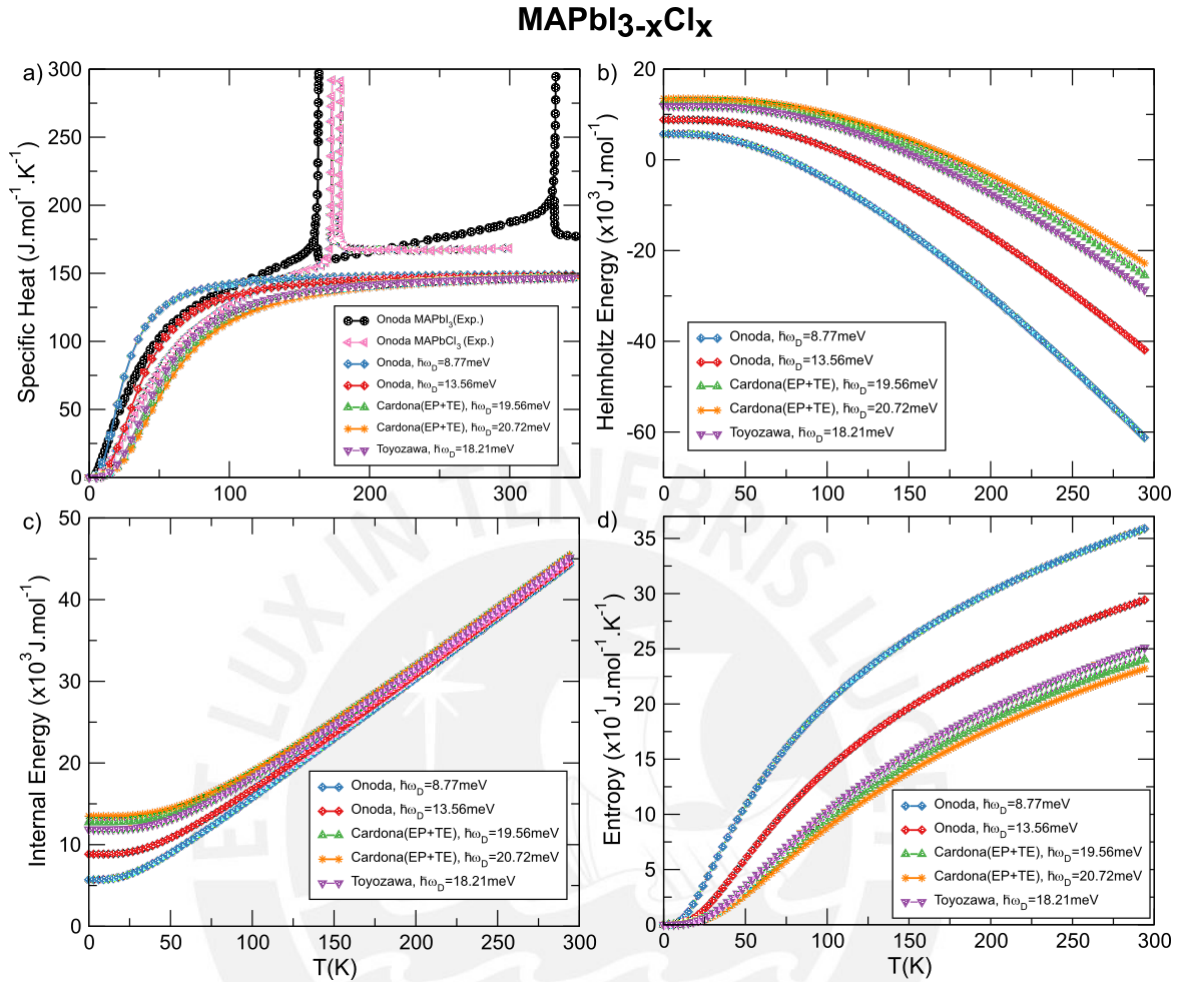 MAPbI3-xClx
a)
300
250
200
150
100
50
0
0 50 100 150 200 250 300 350
Specific Heat (J.mol-1.K-1)
Onoda MAPbI3(Exp.)
Onoda MAPbCl3 (Exp.)
Onoda, ħωD=8.77meV
Onoda, ħωD=13.56meV
Cardona(EP+TE), ħωD=19.56meV
Cardona(EP+TE), ħωD=20.72meV
Toyozawa, ħωD=18.21meV
b)
20
0
-20
-40
-60
0 50 100 150 200 250 300
Helmholtz Energy (x10^3 J.mol-1)
Onoda, ħωD=8.77meV
Onoda, ħωD=13.56meV
Cardona(EP+TE), ħωD=19.56meV
Cardona(EP+TE), ħωD=20.72meV
Toyozawa, ħωD=18.21meV
c)
50
40
30
20
10
0
0 50 100 150 200 250 300
T(K)
Internal Energy (x10^3 J.mol-1)
Onoda, ħωD=8.77meV
Onoda, ħωD=13.56meV
Cardona(EP+TE), ħωD=19.56meV
Cardona(EP+TE), ħωD=20.72meV
Toyozawa, ħωD=18.21meV
d)
35
30
25
20
15
10
5
0
0 50 100 150 200 250 300
T(K)
Entropy (x10^1 J.mol-1.K-1)
Onoda, ħωD=8.77meV
Onoda, ħωD=13.56meV
Cardona(EP+TE), ħωD=19.56meV
Cardona(EP+TE), ħωD=20.72meV
Toyozawa, ħωD=18.21meV
ET LUX IN TENEBRIS LUCET